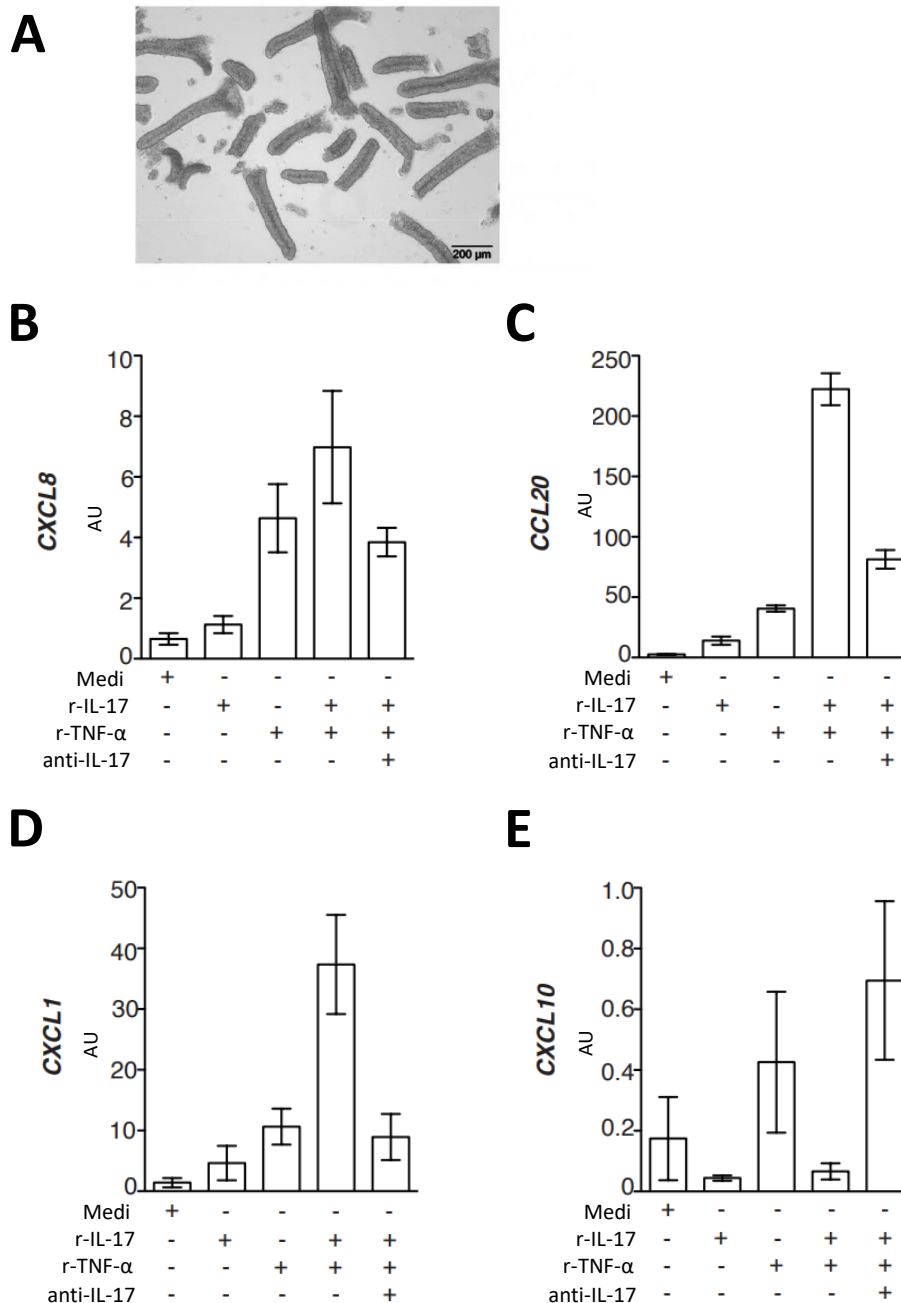 A
200 µm
B
CXCL8
AU
10
8
6
4
2
0
Medi + - - - -
r-IL-17 - + - + +
r-TNF-α - - + + +
anti-IL-17 - - - - +
C
CCL20
AU
250
200
150
100
50
0
Medi + - - - -
r-IL-17 - + - + +
r-TNF-α - - + + +
anti-IL-17 - - - - +
D
CXCL1
AU
50
40
30
20
10
0
Medi + - - - -
r-IL-17 - + - + +
r-TNF-α - - + + +
anti-IL-17 - - - - +
E
CXCL10
AU
1.0
0.8
0.6
0.4
0.2
0
Medi + - - - -
r-IL-17 - + - + +
r-TNF-α - - + + +
anti-IL-17 - - - - +